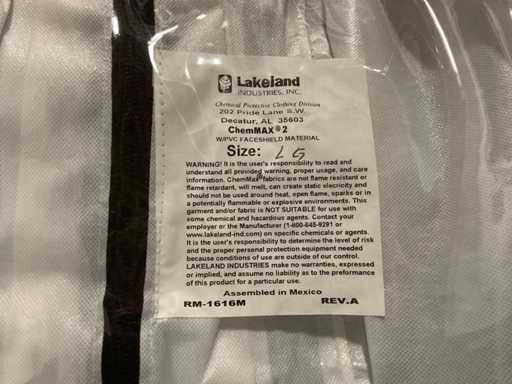 Lakeland
INDUSTRIES, INC.
Chemical Protective Clothing Division
202 Pride Lane S.W.
Decatur, AL 35603
ChemMAX® 2
W/PVC FACESHIELD MATERIAL
Size: LG
WARNING! It is the user's responsibility to read and
understand all provided warning, proper usage, and care
information. ChemMax® fabrics are not flame resistant or
flame retardant, will melt, can create static elecricity and
should not be used around heat, open flame, sparks or in
a potentially flammable or explosive environments. This
garment and/or fabric is NOT SUITABLE for use with
some chemical and hazardous agents. Contact your
employer or the Manufacturer (1-800-645-9291 or
www.lakeland-ind.com) on specific chemicals or agents.
It is the user's responsibility to determine the level of risk
and the proper personal protection equipment needed
because conditions of use are outside of our control.
LAKELAND INDUSTRIES make no warranties, expressed
or implied, and assume no liability as to the preformance
of this product for a particular use.
Assembled in Mexico
RM-1616M REV.A